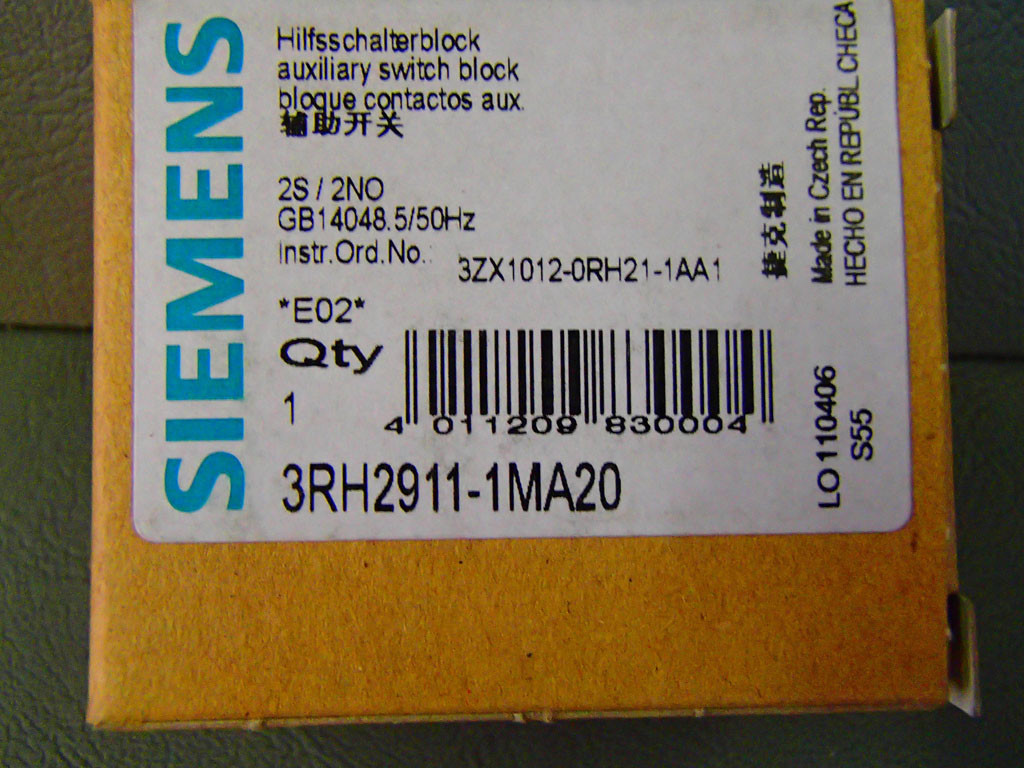 SIEMENS
Hilfsschalterblock
auxiliary switch block
bloque contactos aux.
辅助开关
2S / 2NO
GB14048.5/50Hz
Instr.Ord.No.: 3ZX1012-0RH21-1AA1
*E02*
Qty
1
4 011209 830004
3RH2911-1MA20
捷克制造
Made in Czech Rep.
HECHO EN REPÚBL.CHECA
LO 110406
S55